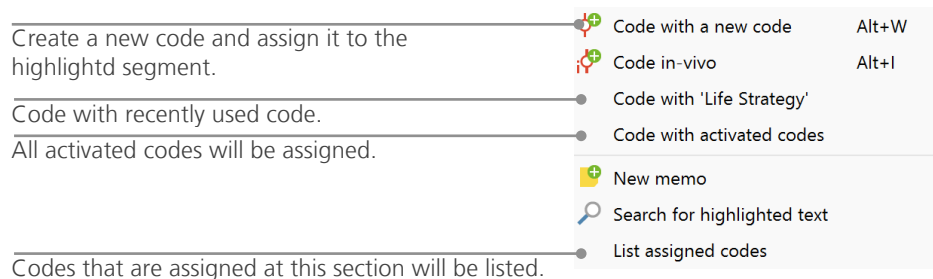 Create a new code and assign it to the
highlightd segment.
Code with recently used code.
All activated codes will be assigned.
Codes that are assigned at this section will be listed.
Code with a new code Alt+W
Code in-vivo Alt+I
Code with 'Life Strategy'
Code with activated codes
New memo
Search for highlighted text
List assigned codes